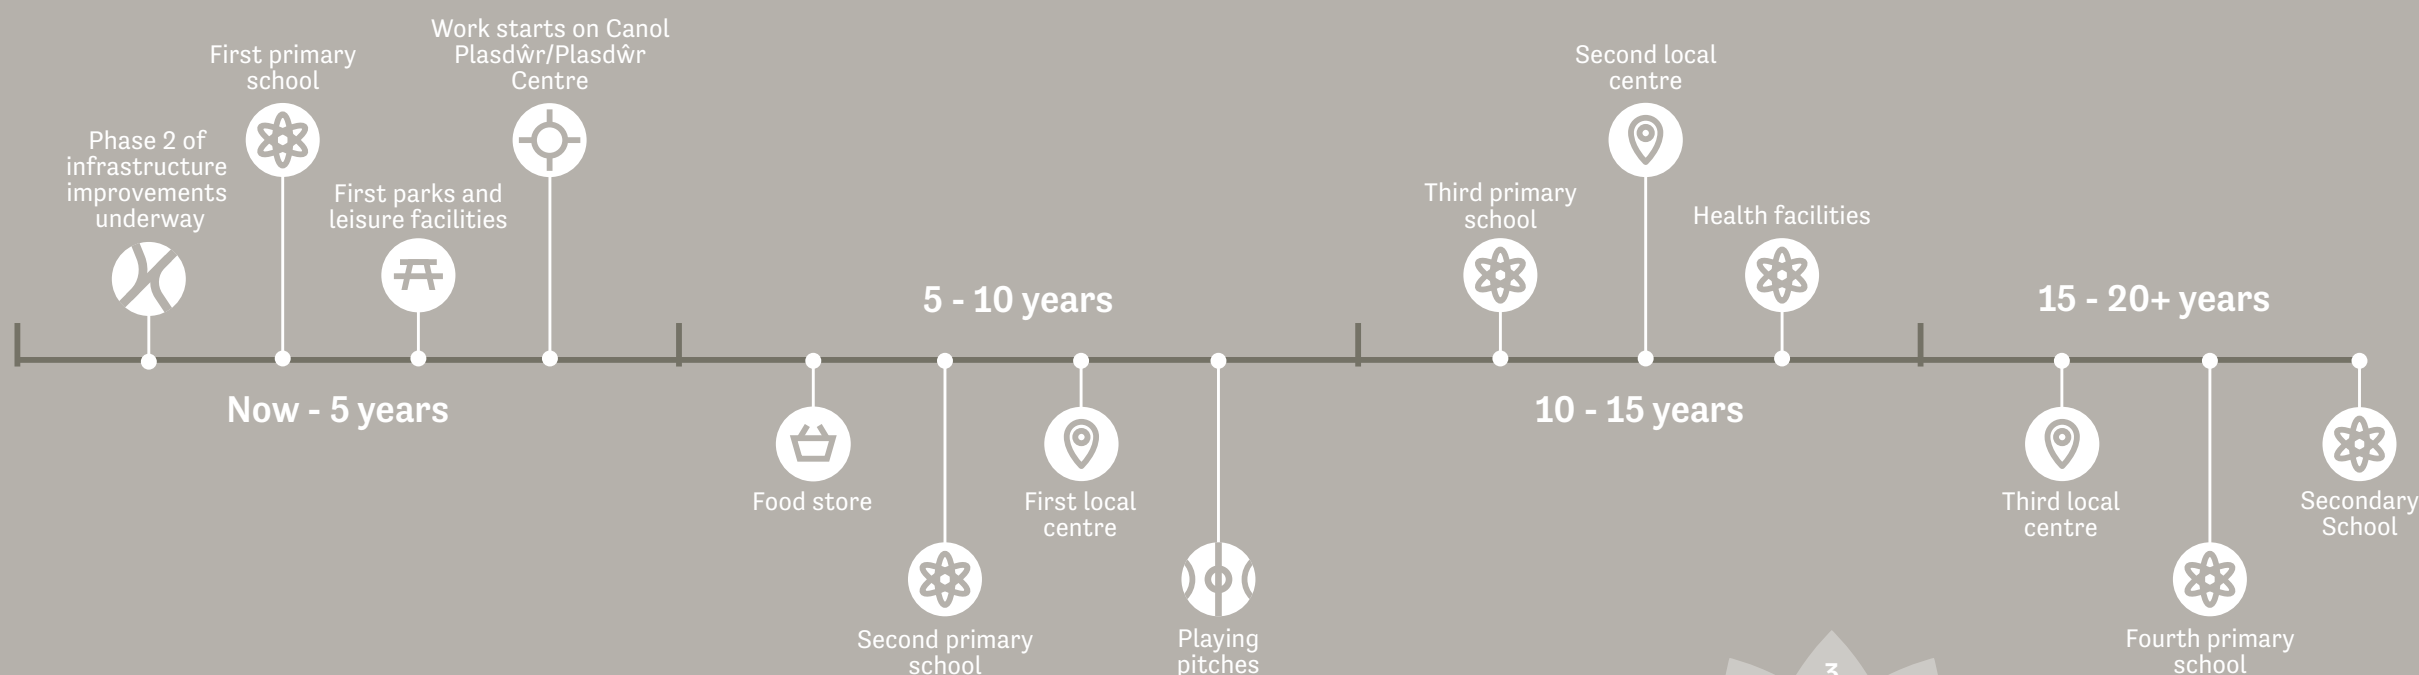 Phase 2 of
infrastructure
improvements
underway
First primary
school
First parks and
leisure facilities
Work starts on Canol
Plasdŵr/Plasdŵr
Centre
Now - 5 years
5 - 10 years
Food store
Second primary
school
First local
centre
Playing
pitches
Third primary
school
Second local
centre
Health facilities
10 - 15 years
15 - 20+ years
Third local
centre
Fourth primary
school
Secondary
School
3